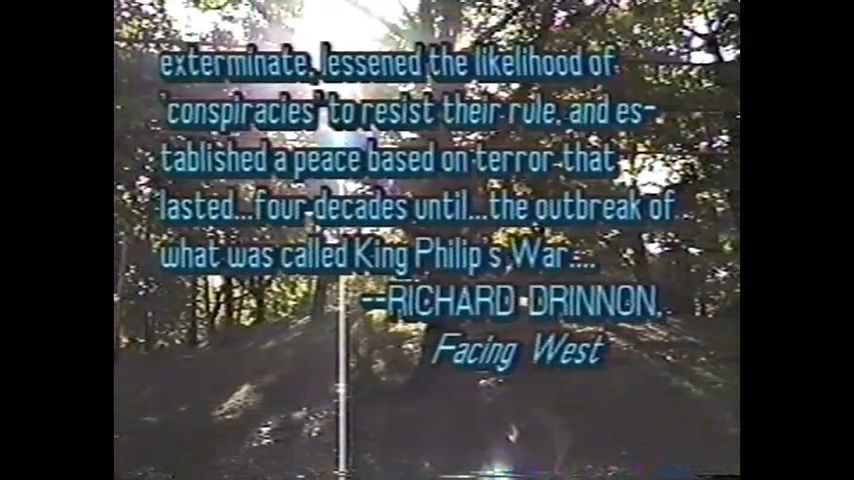 exterminate, lessened the likelihood of
'conspiracies' to resist their rule, and es-
tablished a peace based on terror that
lasted...four decades until...the outbreak of
what was called King Philip's War....
--RICHARD DRINNON,
Facing West